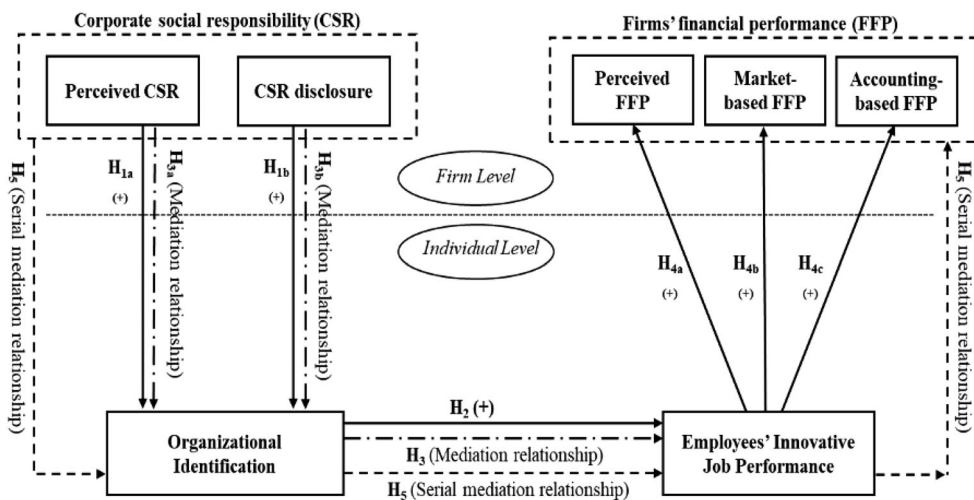 Corporate social responsibility (CSR)
Firms' financial performance (FFP)
Perceived CSR
CSR disclosure
Perceived
FFP
Market-
based FFP
Accounting-
based FFP
H1a
(+)
H3a (Mediation relationship)
H1b
(+)
H3b (Mediation relationship)
H5 (Serial mediation relationship)
Firm Level
Individual Level
H4a
(+)
H4b
(+)
H4c
(+)
H5 (Serial mediation relationship)
Organizational
Identification
H2 (+)
H3 (Mediation relationship)
H5 (Serial mediation relationship)
Employees' Innovative
Job Performance